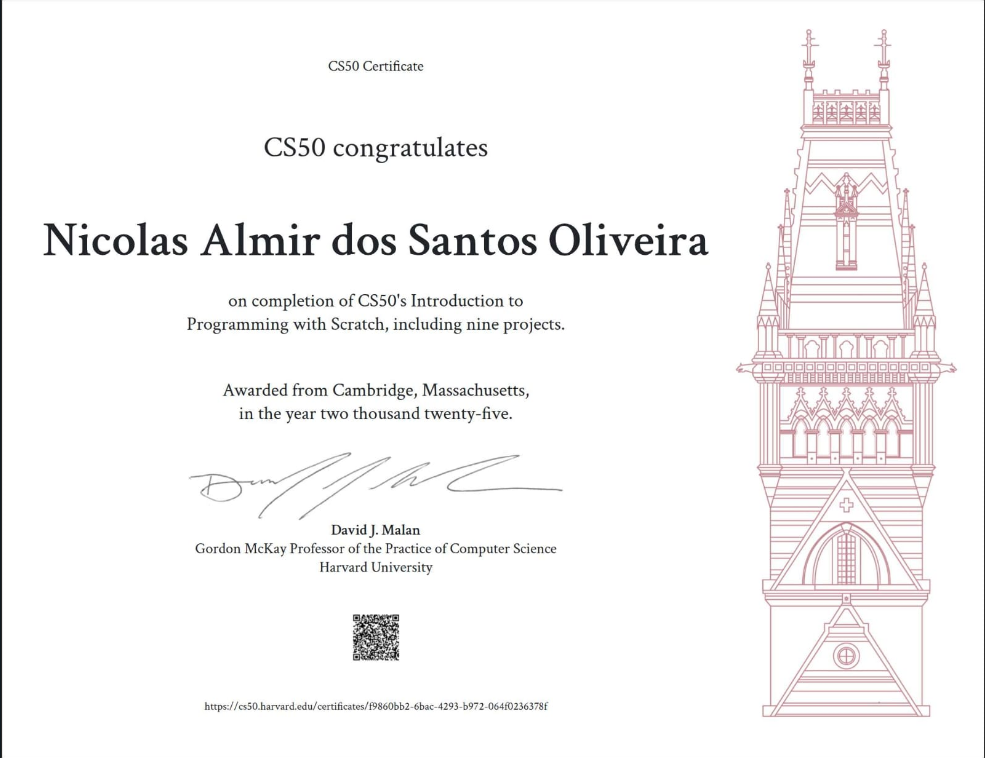 CS50 Certificate
CS50 congratulates
Nicolas Almir dos Santos Oliveira
on completion of CS50's Introduction to
Programming with Scratch, including nine projects.
Awarded from Cambridge, Massachusetts,
in the year two thousand twenty-five.
David J. Malan
Gordon McKay Professor of the Practice of Computer Science
Harvard University
https://cs50.harvard.edu/certificates/f9860bb2-6bac-4293-b972-064f0236378f